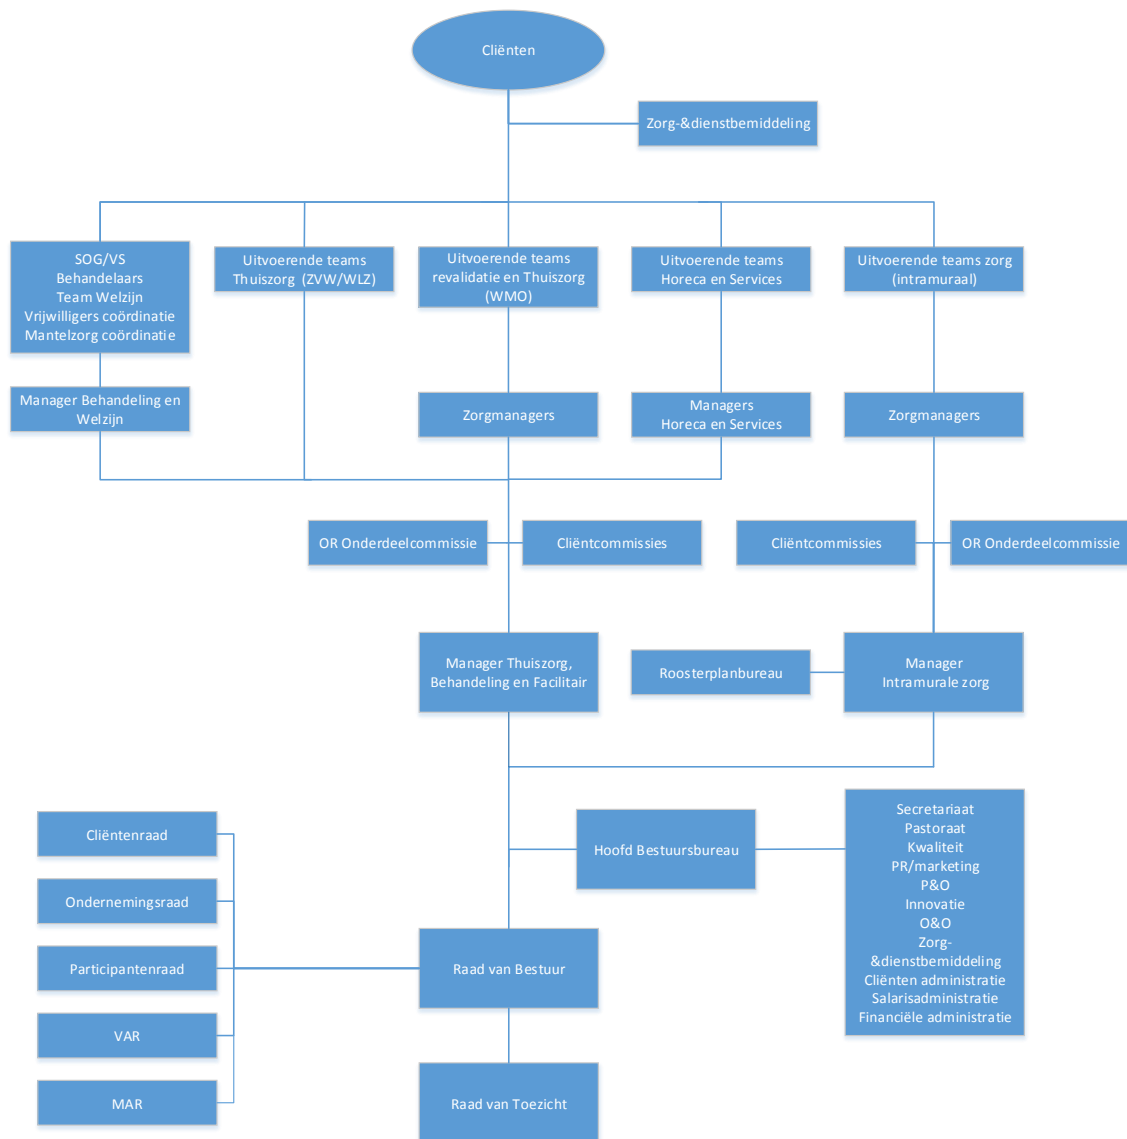 Cliënten
Zorg-&dienstbemiddeling
SOG/VS
Behandelaars
Team Welzijn
Vrijwilligers coördinatie
Mantelzorg coördinatie
Uitvoerende teams
Thuiszorg (ZVW/WLZ)
Uitvoerende teams
revalidatie en Thuiszorg
(WMO)
Uitvoerende teams
Horeca en Services
Uitvoerende teams zorg
(intramuraal)
Manager Behandeling en
Welzijn
Zorgmanagers
Managers
Horeca en Services
Zorgmanagers
OR Onderdeelcommissie
Cliëntcommissies
Cliëntcommissies
OR Onderdeelcommissie
Manager Thuiszorg,
Behandeling en Facilitair
Roosterplanbureau
Manager
Intramurale zorg
Cliëntenraad
Ondernemingsraad
Participantenraad
VAR
MAR
Hoofd Bestuursbureau
Secretariaat
Pastoraat
Kwaliteit
PR/marketing
P&O
Innovatie
O&O
Zorg-
&dienstbemiddeling
Cliënten administratie
Salarisadministratie
Financiële administratie
Raad van Bestuur
Raad van Toezicht